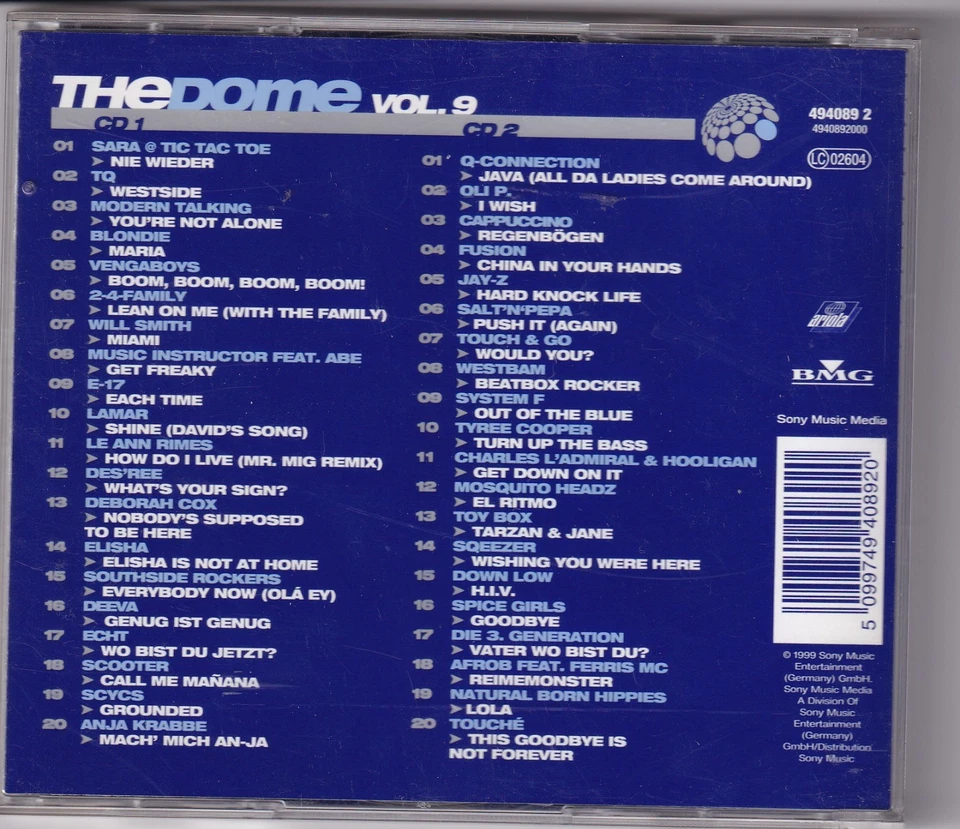 THE DOME VOL. 9
CD 1
01 SARA @ TIC TAC TOE
➤ NIE WIEDER
02 TQ
➤ WESTSIDE
03 MODERN TALKING
➤ YOU'RE NOT ALONE
04 BLONDIE
➤ MARIA
05 VENGABOYS
➤ BOOM, BOOM, BOOM, BOOM!
06 2-4-FAMILY
➤ LEAN ON ME (WITH THE FAMILY)
07 WILL SMITH
➤ MIAMI
08 MUSIC INSTRUCTOR FEAT. ABE
➤ GET FREAKY
09 E-17
➤ EACH TIME
10 LAMAR
➤ SHINE (DAVID'S SONG)
11 LE ANN RIMES
➤ HOW DO I LIVE (MR. MIG REMIX)
12 DES'REE
➤ WHAT'S YOUR SIGN?
13 DEBORAH COX
➤ NOBODY'S SUPPOSED
TO BE HERE
14 ELISHA
➤ ELISHA IS NOT AT HOME
15 SOUTHSIDE ROCKERS
➤ EVERYBODY NOW (OLÁ EY)
16 DEEVA
➤ GENUG IST GENUG
17 ECHT
➤ WO BIST DU JETZT?
18 SCOOTER
➤ CALL ME MAÑANA
19 SCYCS
➤ GROUNDED
20 ANJA KRABBE
➤ MACH' MICH AN-JA
CD 2
01 Q-CONNECTION
➤ JAVA (ALL DA LADIES COME AROUND)
02 OLI P.
➤ I WISH
03 CAPPUCCINO
➤ REGENBÖGEN
04 FUSION
➤ CHINA IN YOUR HANDS
05 JAY-Z
➤ HARD KNOCK LIFE
06 SALT'N'PEPA
➤ PUSH IT (AGAIN)
07 TOUCH & GO
➤ WOULD YOU?
08 WESTBAM
➤ BEATBOX ROCKER
09 SYSTEM F
➤ OUT OF THE BLUE
10 TYREE COOPER
➤ TURN UP THE BASS
11 CHARLES L'ADMIRAL & HOOLIGAN
➤ GET DOWN ON IT
12 MOSQUITO HEADZ
➤ EL RITMO
13 TOY BOX
➤ TARZAN & JANE
14 SQEEZER
➤ WISHING YOU WERE HERE
15 DOWN LOW
➤ H.I.V.
16 SPICE GIRLS
➤ GOODBYE
17 DIE 3. GENERATION
➤ VATER WO BIST DU?
18 AFROB FEAT. FERRIS MC
➤ REIMEMONSTER
19 NATURAL BORN HIPPIES
➤ LOLA
20 TOUCHÉ
➤ THIS GOODBYE IS
NOT FOREVER
494089 2
4940892000
LC 02604
ariola
BMG
Sony Music Media
5 099749 408920
© 1999 Sony Music
Entertainment
(Germany) GmbH.
Sony Music Media
A Division Of
Sony Music
Entertainment
(Germany)
GmbH/Distribution
Sony Music